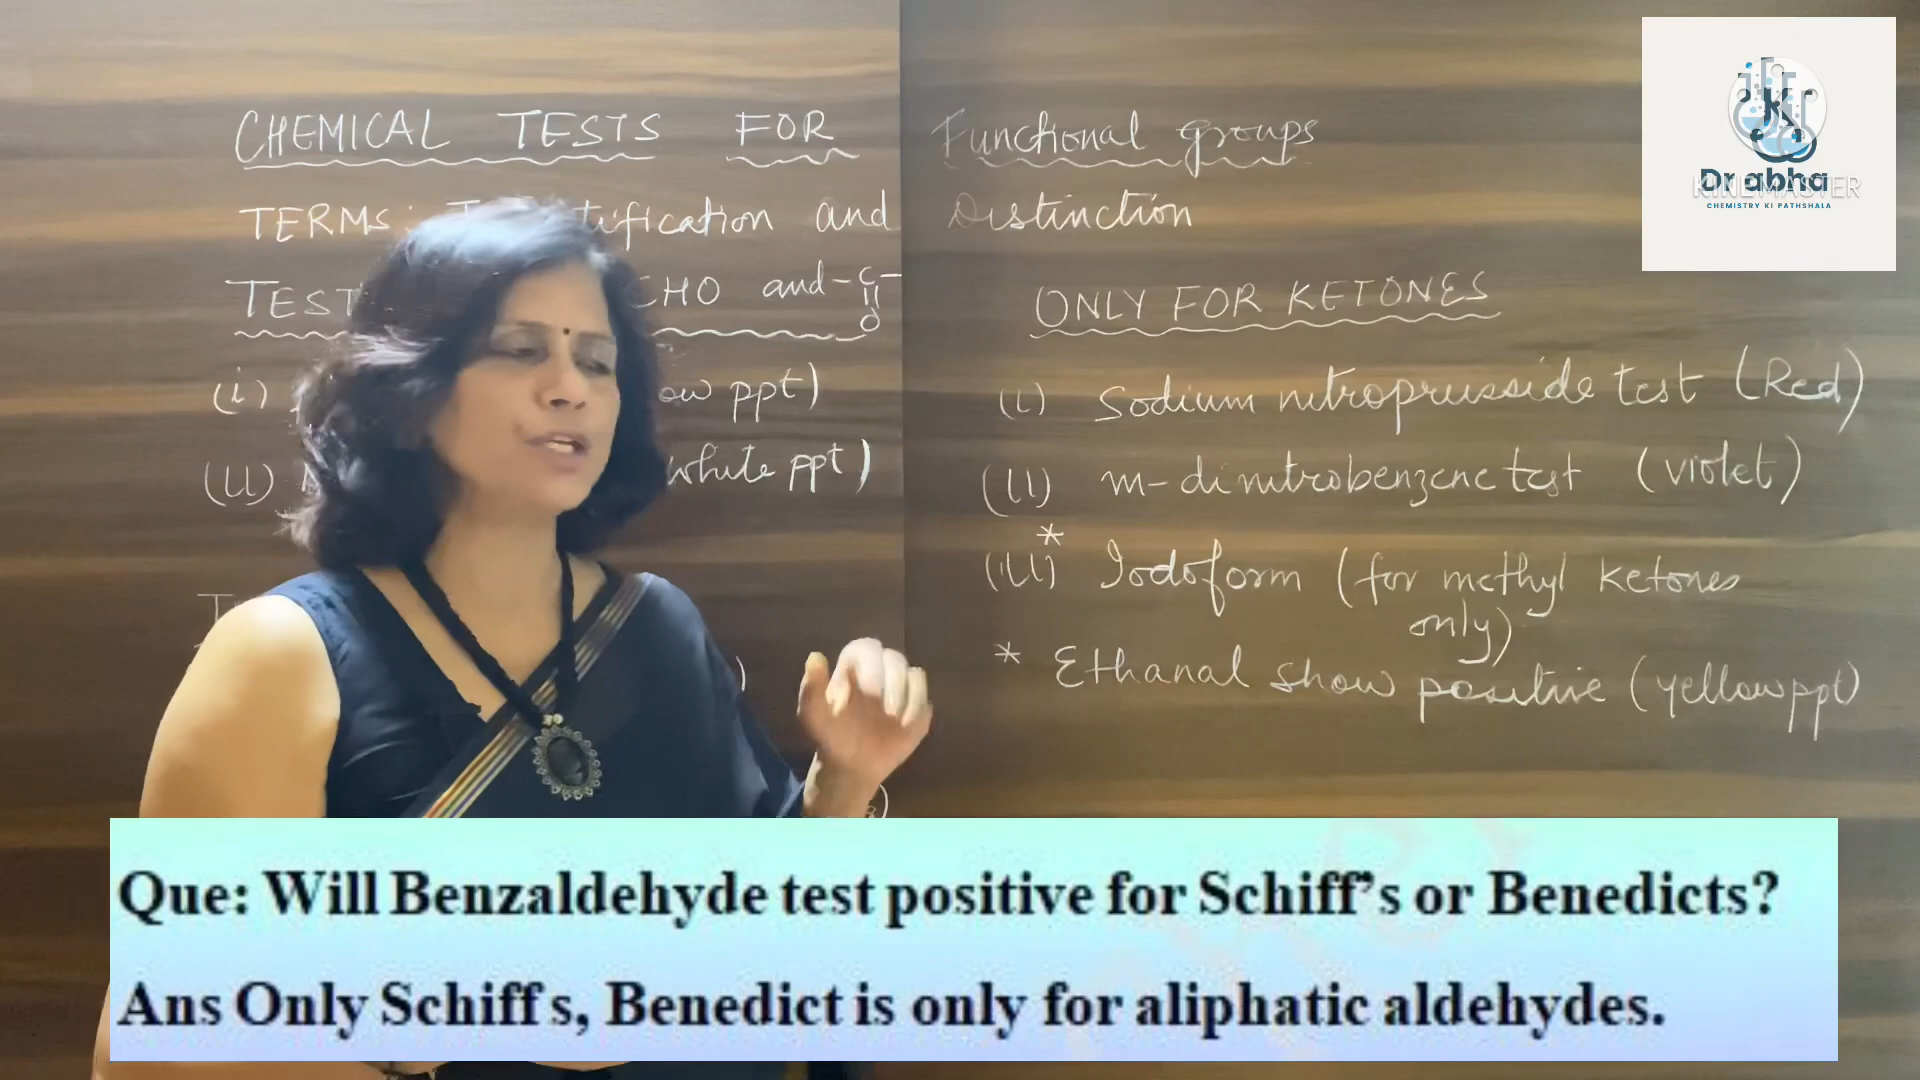 CHEMICAL TESTS FOR Functional groups
TERMS: tification and Distinction
TEST CHO and -C-
||
O
ONLY FOR KETONES
(i) ow ppt)
(ii) white ppt)
(i) Sodium nitroprusside test (Red)
(ii) m-dinitrobenzene test (violet)
*
(iii) Iodoform (for methyl ketones
only)
* Ethanal show positive (yellow ppt)
Dr abha
KINEMASTER
CHEMISTRY KI PATHSHALA
Que: Will Benzaldehyde test positive for Schiff's or Benedicts?
Ans Only Schiff s, Benedict is only for aliphatic aldehydes.